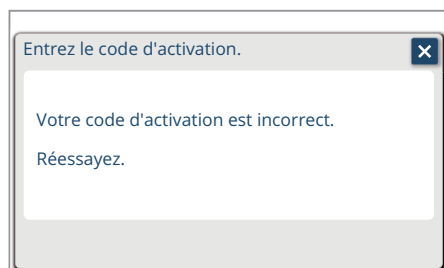 Entrez le code d'activation.
Votre code d'activation est incorrect.
Réessayez.